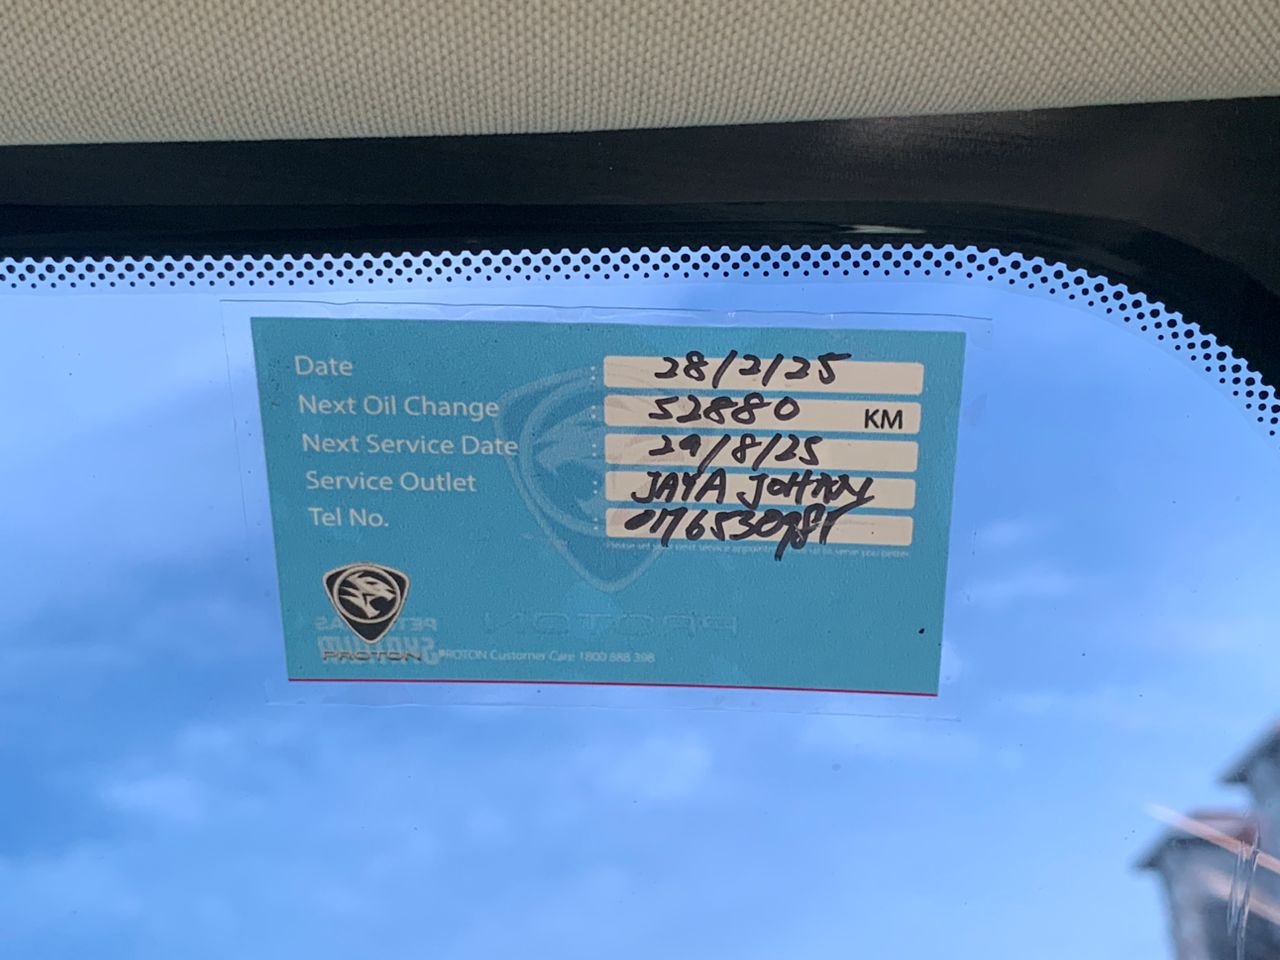 Date : 28/2/25
Next Oil Change : 52880 KM
Next Service Date : 29/8/25
Service Outlet : JAYA JOHNNY
Tel No. :
PROTON
PROTON Customer Care 1800 888 398